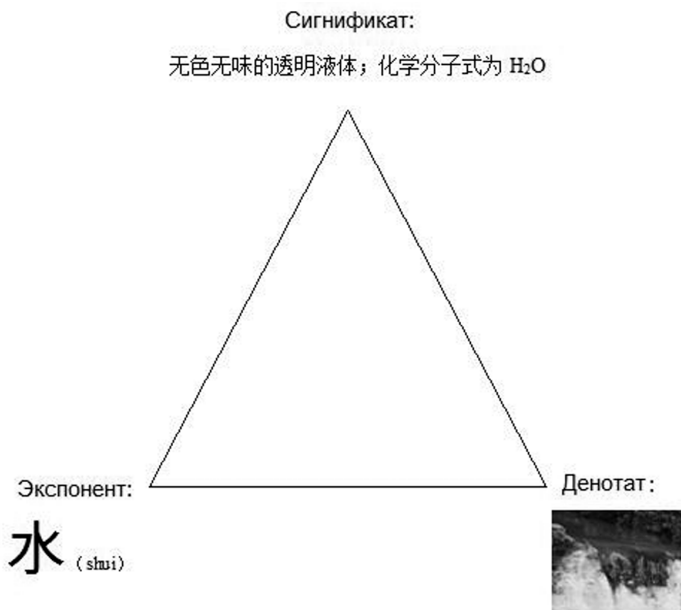 Сигнификат:
无色无味的透明液体；化学分子式为 H₂O
Экспонент:
Денотат:
水 (shui)